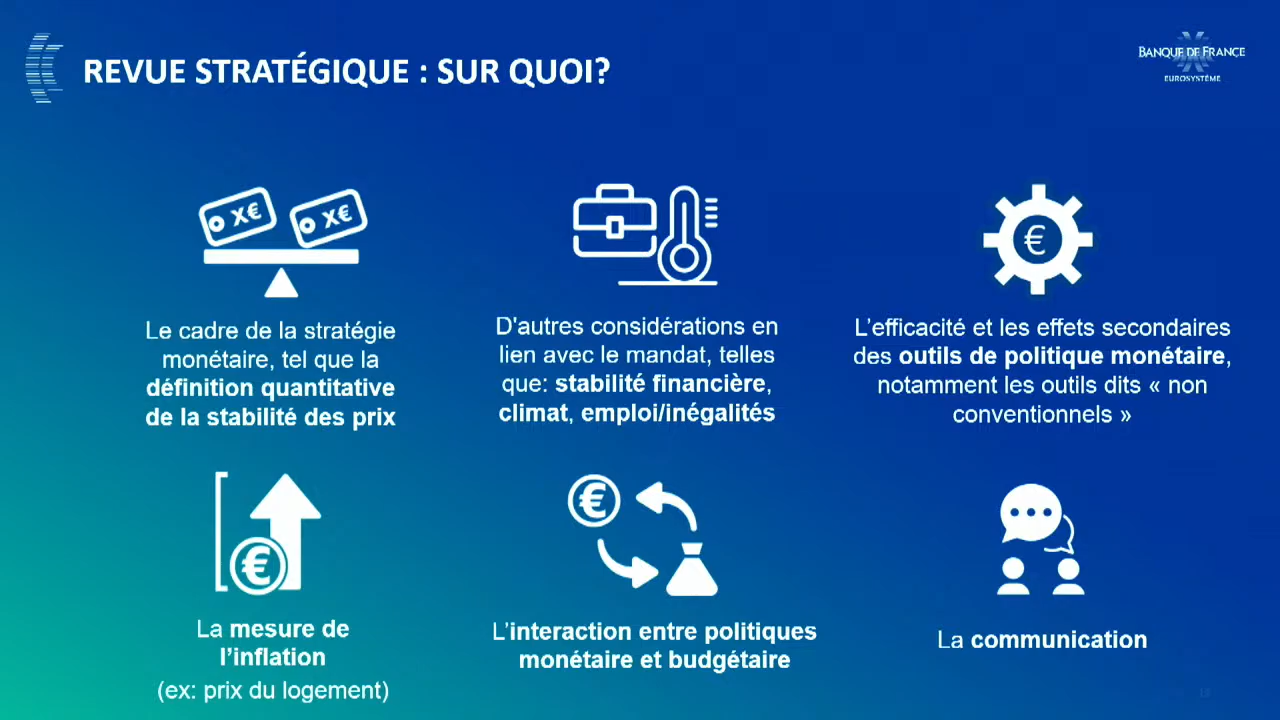 REVUE STRATÉGIQUE : SUR QUOI?
BANQUE DE FRANCE
EUROSYSTÈME
X€
X€
Le cadre de la stratégie
monétaire, tel que la
définition quantitative
de la stabilité des prix
D'autres considérations en
lien avec le mandat, telles
que: stabilité financière,
climat, emploi/inégalités
€
L’efficacité et les effets secondaires
des outils de politique monétaire,
notamment les outils dits « non
conventionnels »
€
La mesure de
l’inflation
(ex: prix du logement)
€
L’interaction entre politiques
monétaire et budgétaire
La communication